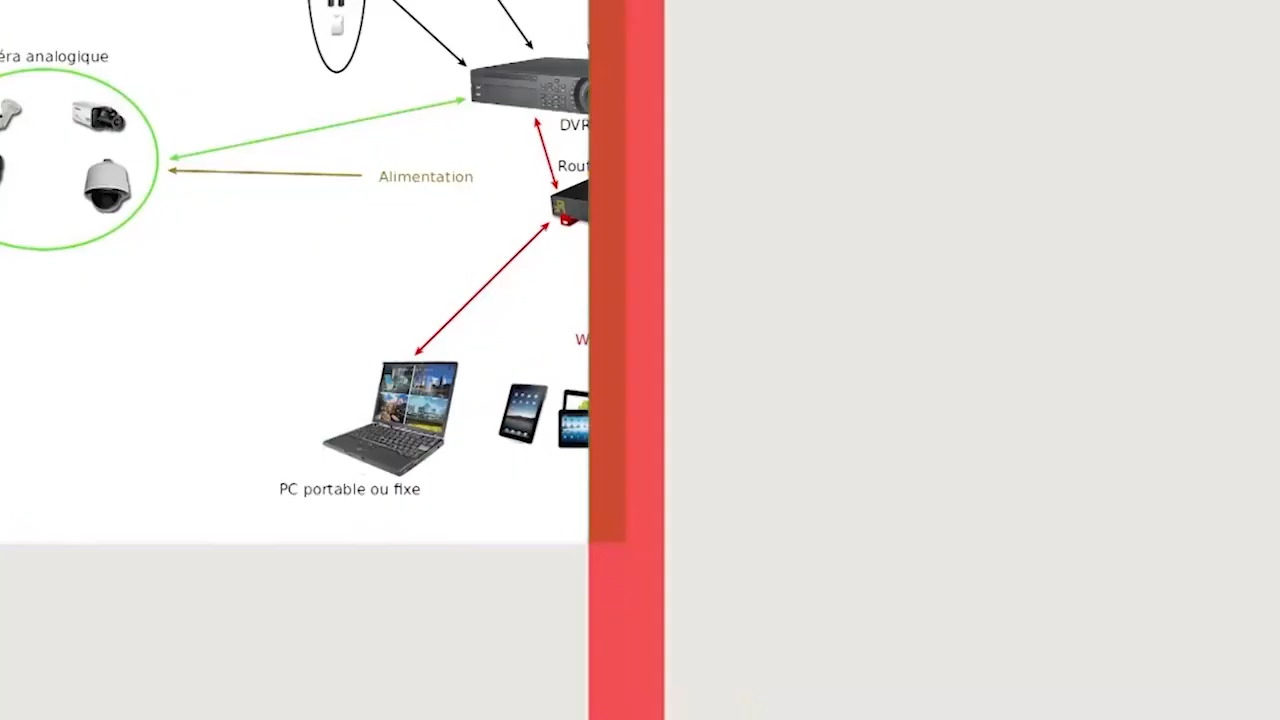 éra analogique
DVR
Rout
Alimentation
W
PC portable ou fixe